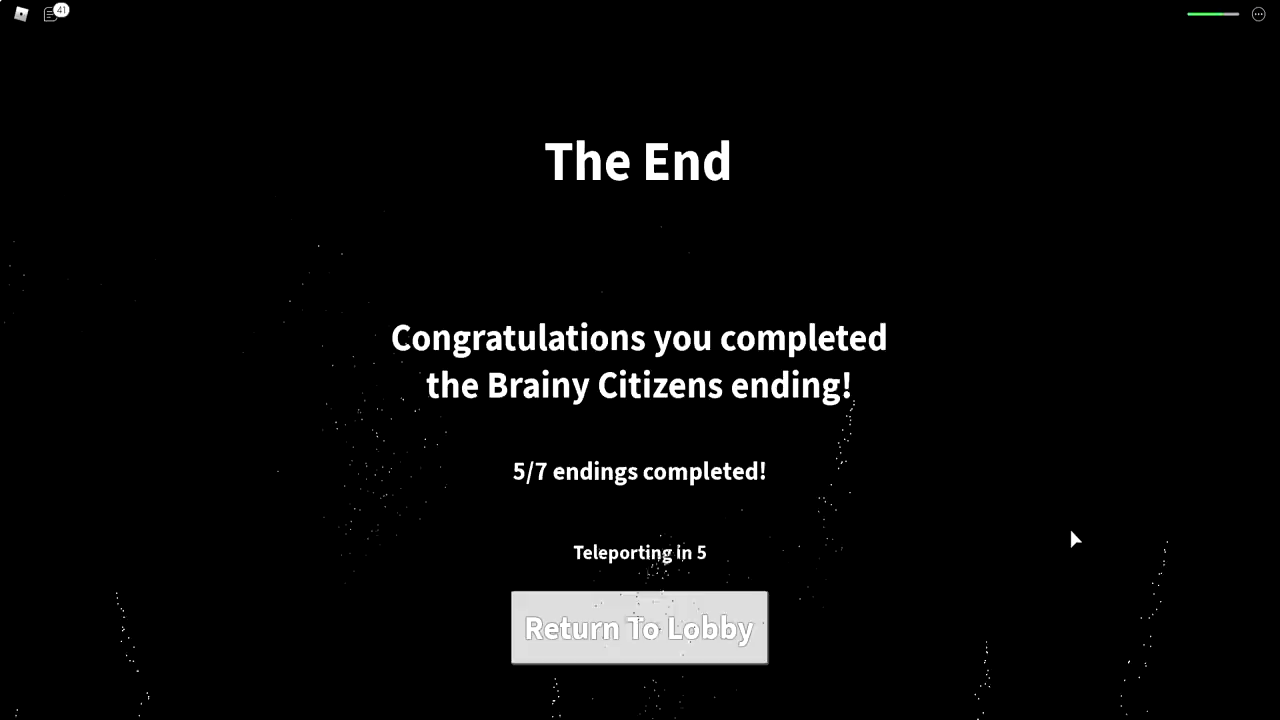 41
The End
Congratulations you completed
the Brainy Citizens ending!
5/7 endings completed!
Teleporting in 5
Return To Lobby